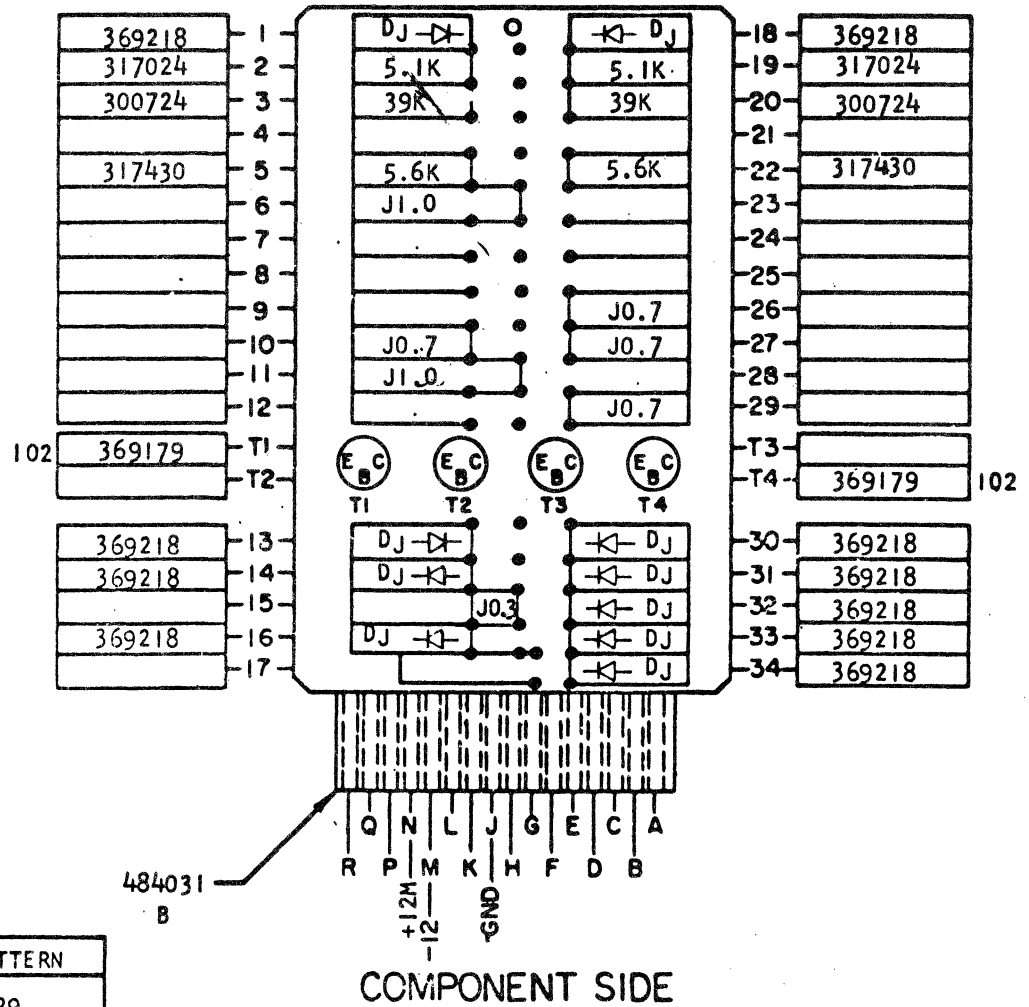 369218 1 DJ DJ 18 369218
317024 2 5.1K 5.1K 19 317024
300724 3 39K 39K 20 300724
4 21
317430 5 5.6K 5.6K 22 317430
6 J1.0 23
7 24
8 25
9 J0.7 26
10 J0.7 J0.7 27
11 J1.0 28
12 J0.7 29
102 369179 T1 E B C E B C E B C E B C T3
T2 T1 T2 T3 T4 T4 369179 102
369218 13 DJ DJ 30 369218
369218 14 DJ DJ 31 369218
15 J0.3 DJ 32 369218
369218 16 DJ DJ 33 369218
17 DJ 34 369218
Q N L J G E C A
R P M K H F D B
484031
B
+12M
-12
GND
COMPONENT SIDE